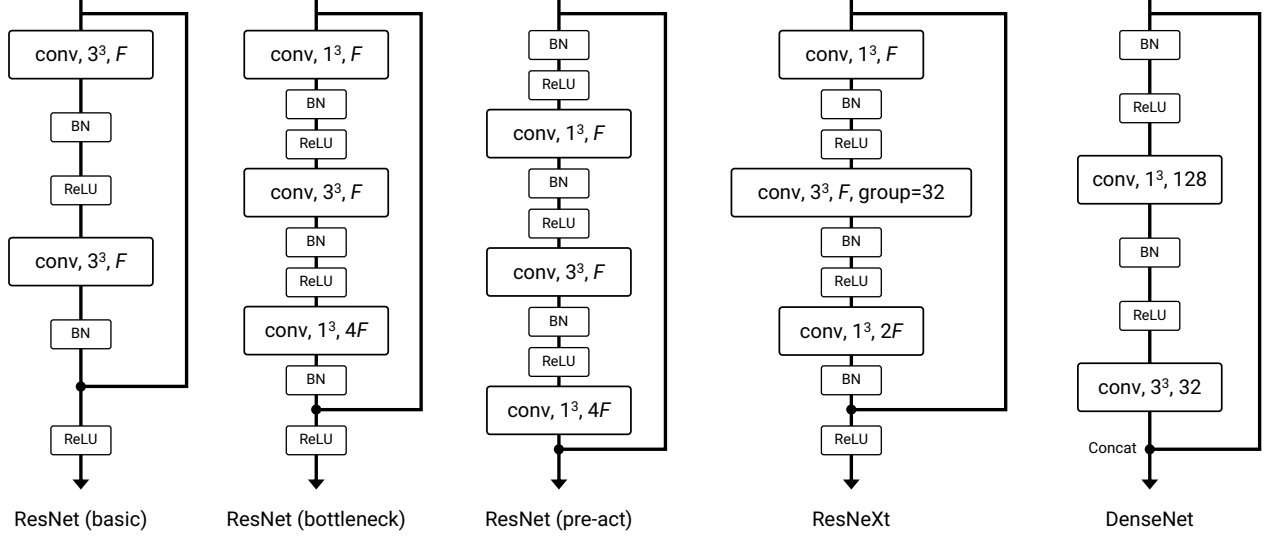 conv, 3³, F
BN
ReLU
conv, 3³, F
BN
ReLU
ResNet (basic)
conv, 1³, F
BN
ReLU
conv, 3³, F
BN
ReLU
conv, 1³, 4F
BN
ReLU
ResNet (bottleneck)
BN
ReLU
conv, 1³, F
BN
ReLU
conv, 3³, F
BN
ReLU
conv, 1³, 4F
ResNet (pre-act)
conv, 1³, F
BN
ReLU
conv, 3³, F, group=32
BN
ReLU
conv, 1³, 2F
BN
ReLU
ResNeXt
BN
ReLU
conv, 1³, 128
BN
ReLU
conv, 3³, 32
Concat
DenseNet